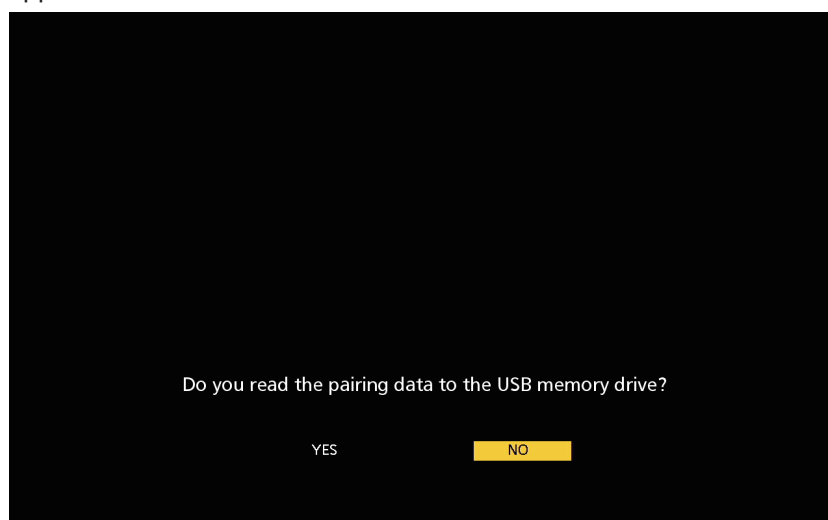 Do you read the pairing data to the USB memory drive?
YES NO